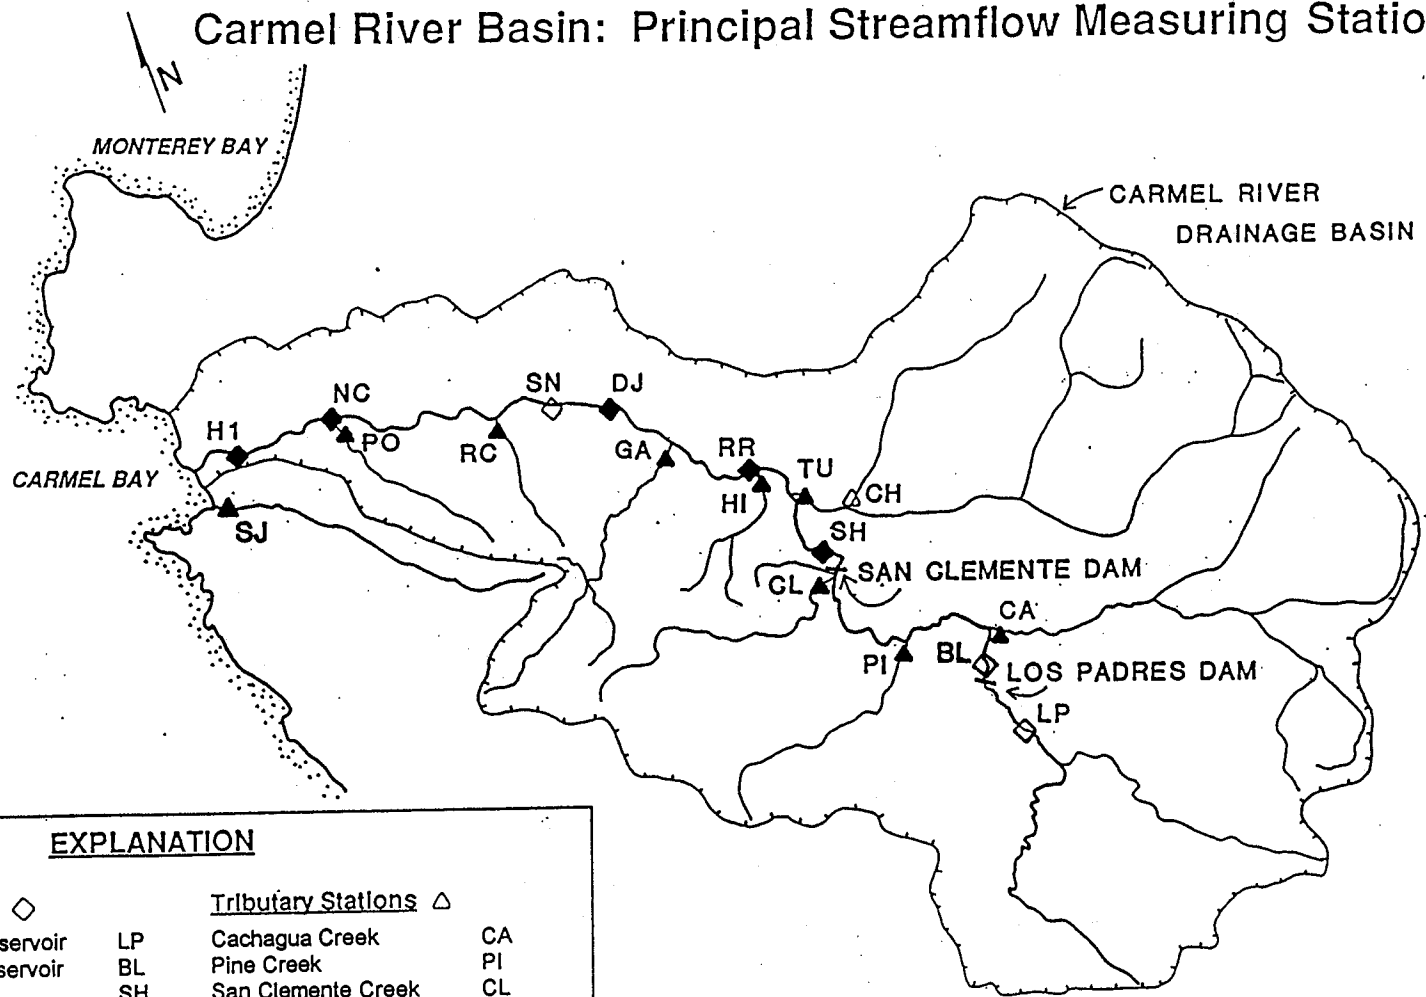 Carmel River Basin: Principal Streamflow Measuring Statio
N
MONTEREY BAY
CARMEL RIVER
DRAINAGE BASIN
NC
SN
DJ
H1
PO
RC
GA
RR
TU
CARMEL BAY
HI
CH
SJ
SH
SAN CLEMENTE DAM
CL
CA
PI
BL
LOS PADRES DAM
LP
EXPLANATION
Tributary Stations
servoir LP Cachagua Creek CA
servoir BL Pine Creek PI
SH San Clemente Creek CL